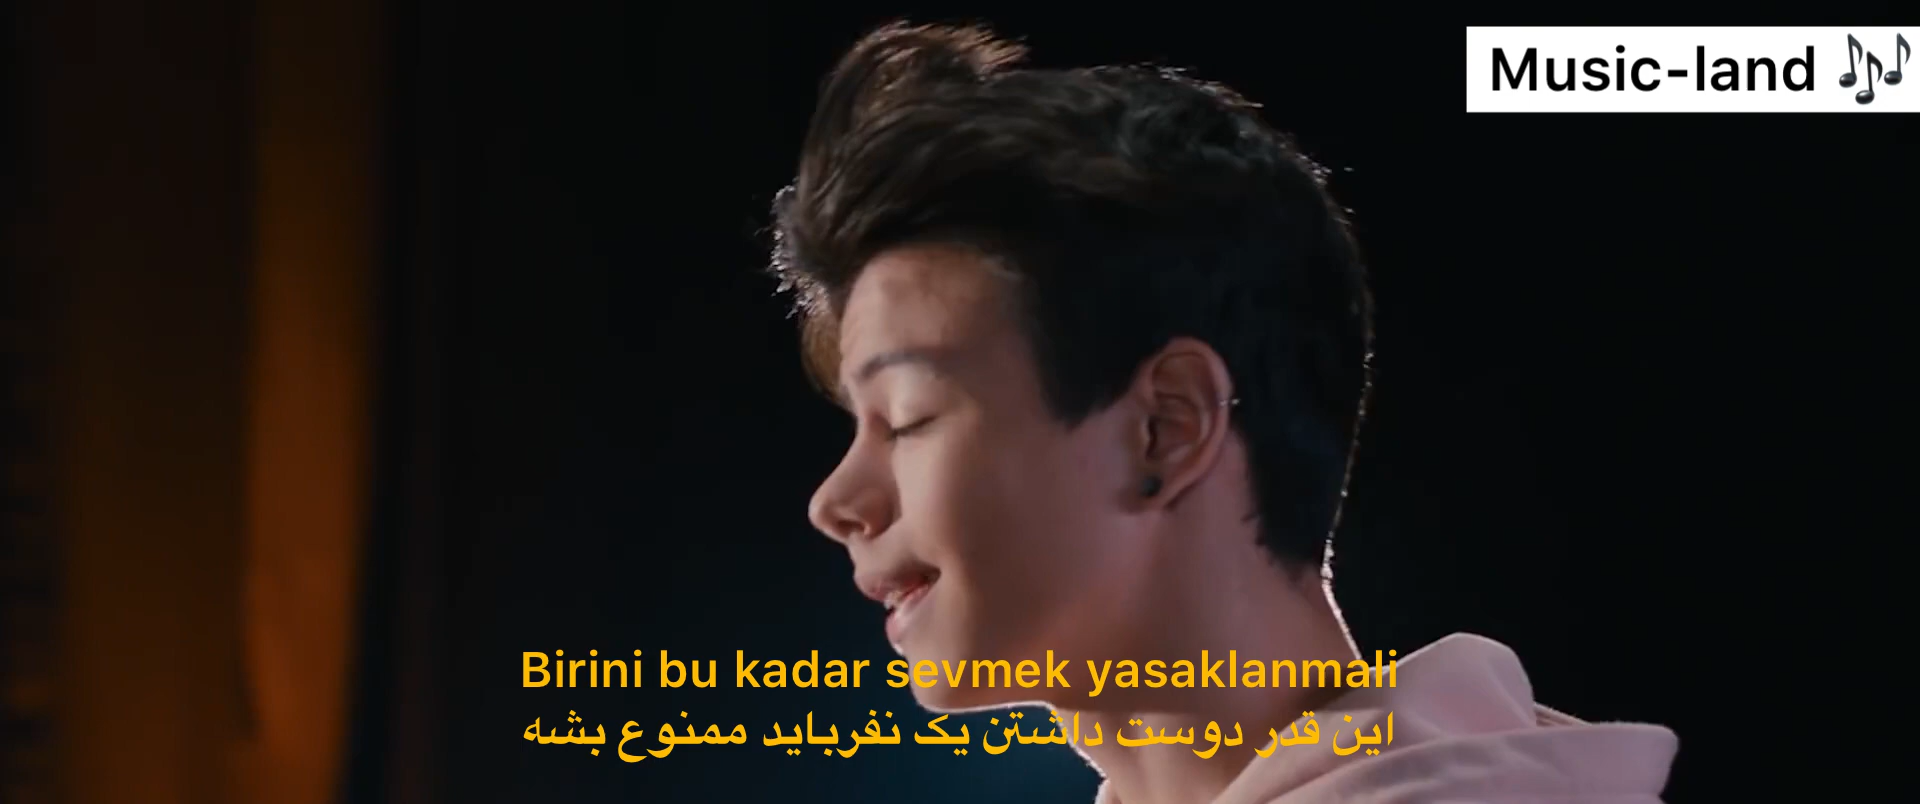 Music-land 🎶
Birini bu kadar sevmek yasaklanmali
این قدر دوست داشتن یک نفرباید ممنوع بشه